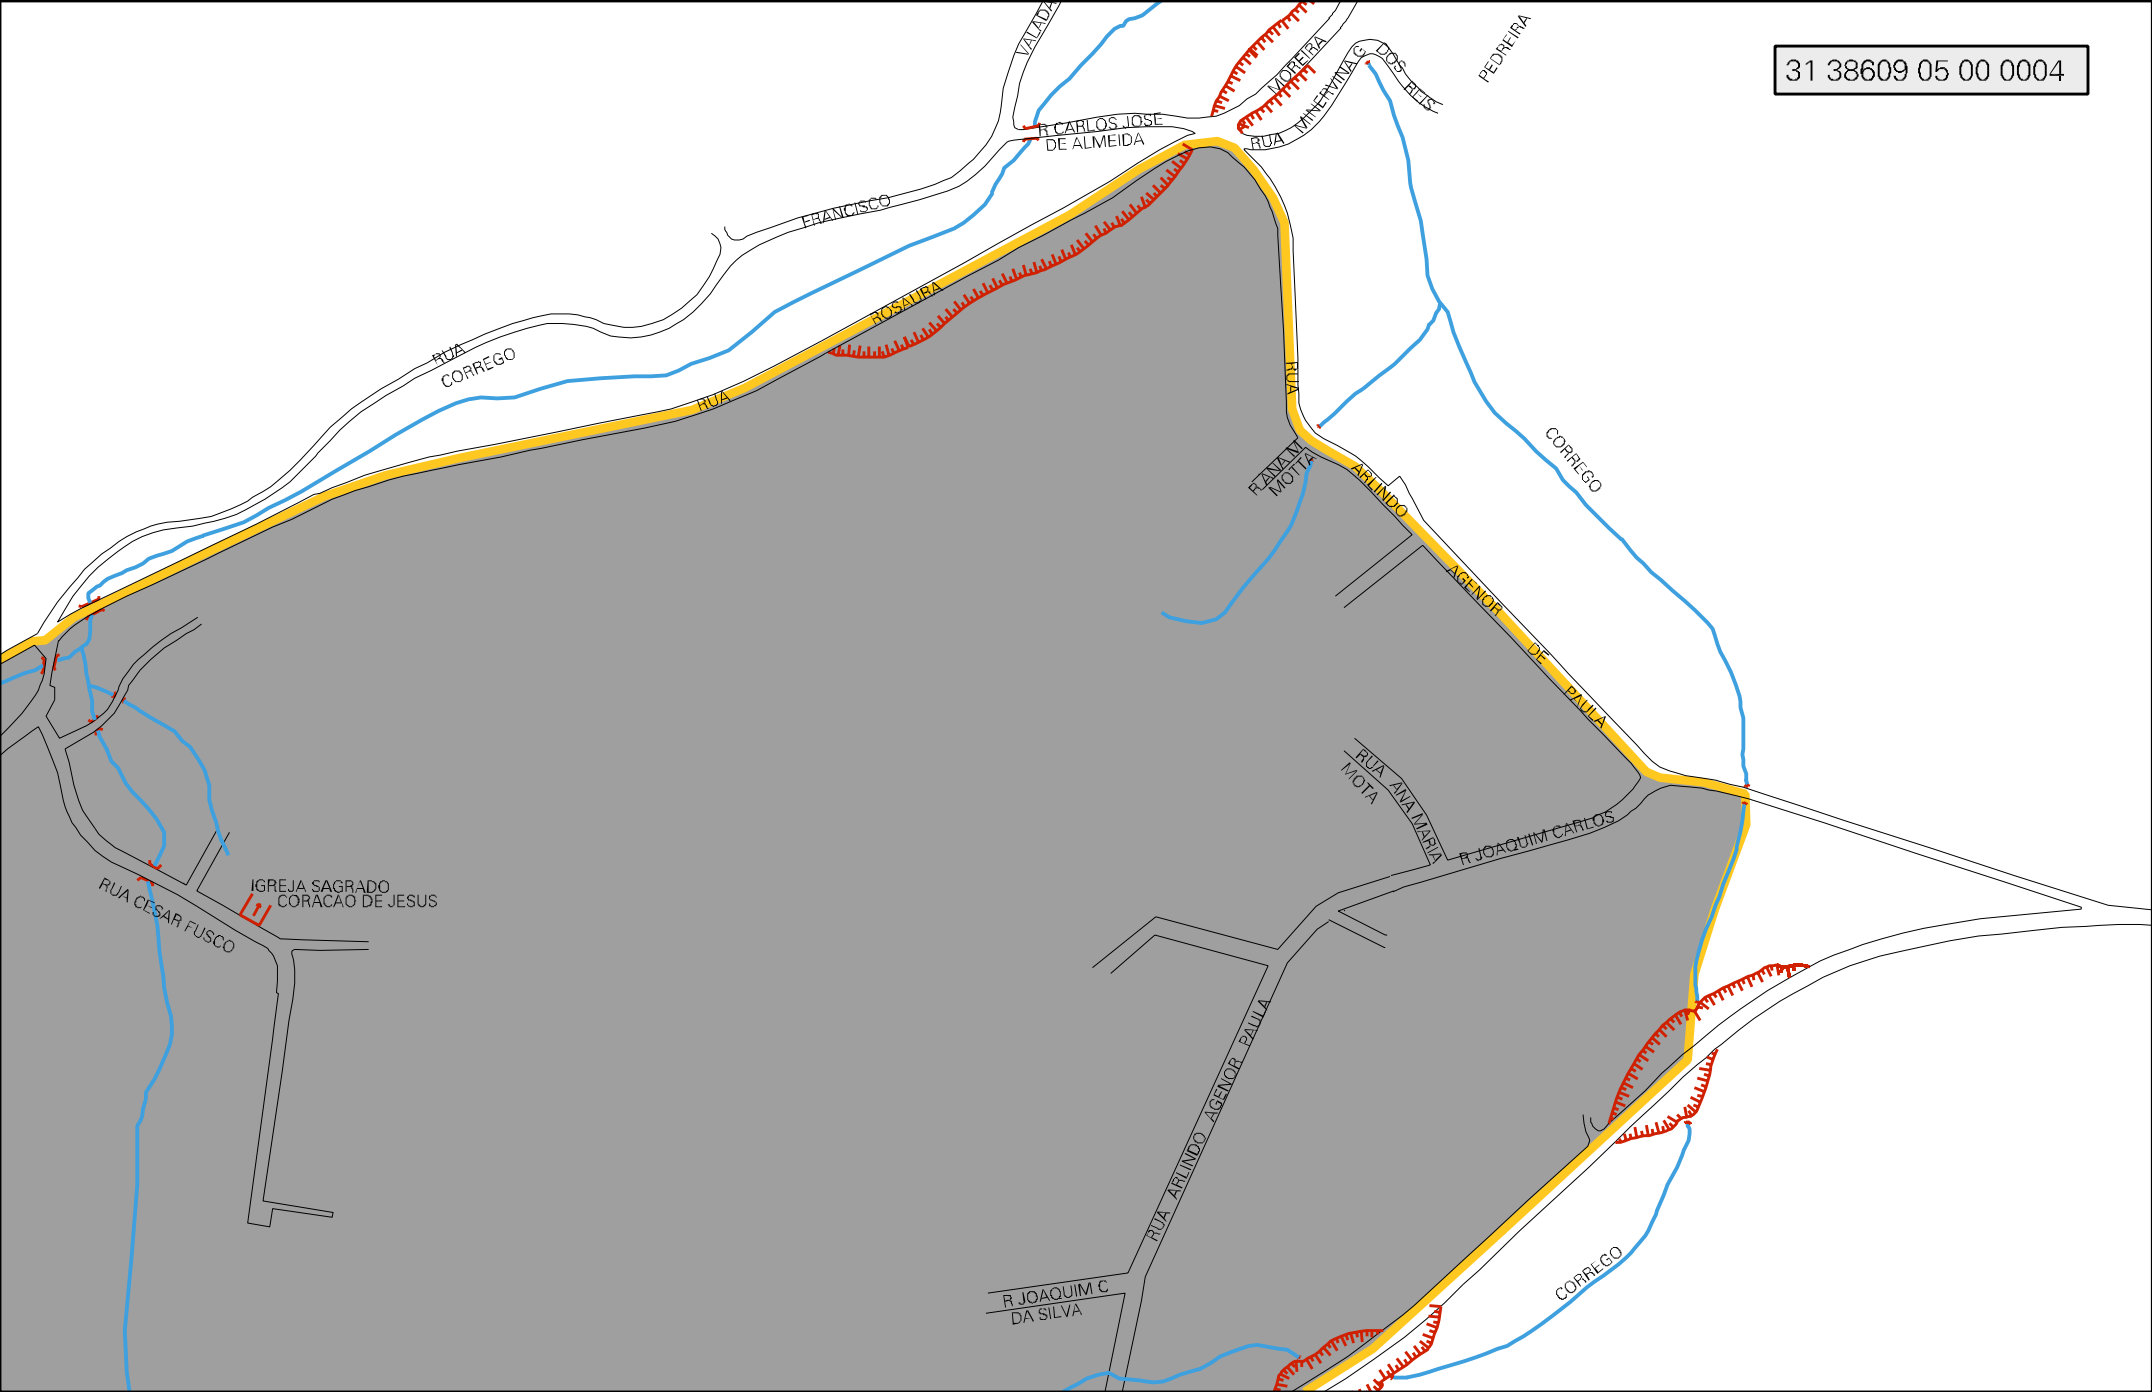 VALADA
MOREIRA
RUA MINERVINA G DOS REIS
PEDREIRA
31 38609 05 00 0004
R CARLOS JOSE
DE ALMEIDA
FRANCISCO
ROSAURA
RUA
CORREGO
RUA
RUA
ARLINDO
AGENOR
DE
PAULA
R ANA M
MOTTA
CORREGO
RUA ANA MARIA
MOTA
R JOAQUIM CARLOS
IGREJA SAGRADO
CORACAO DE JESUS
RUA CESAR FUSCO
RUA ARLINDO AGENOR PAULA
R JOAQUIM C
DA SILVA
CORREGO